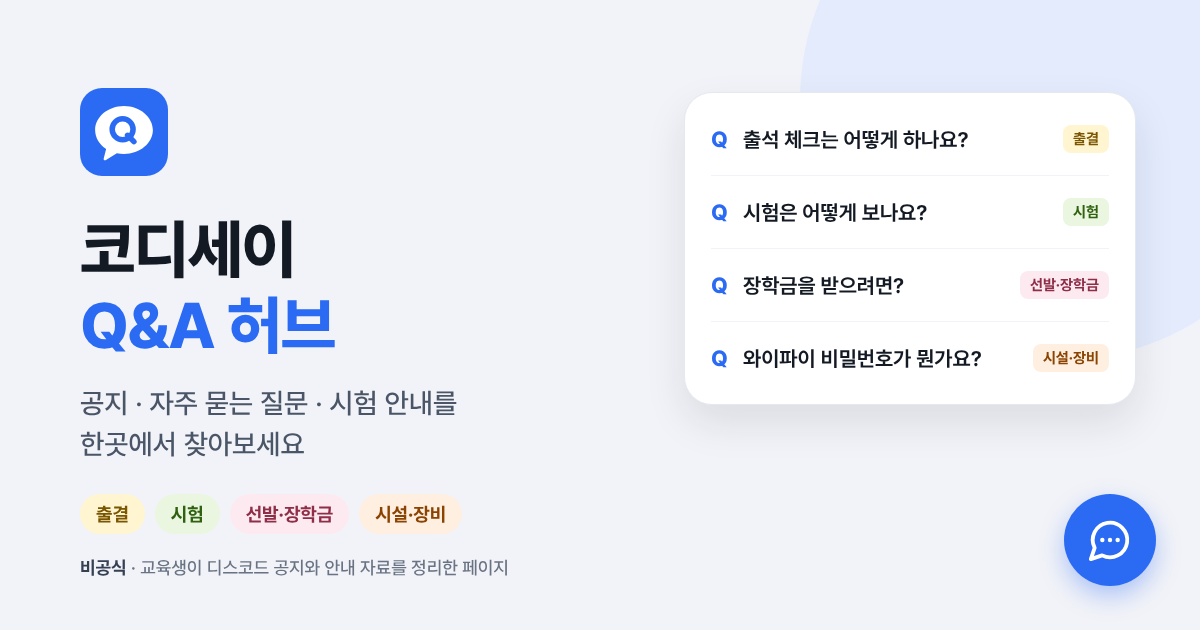 Q
코디세이
Q&A 허브
공지 · 자주 묻는 질문 · 시험 안내를
한곳에서 찾아보세요
출결 시험 선발·장학금 시설·장비
비공식 · 교육생이 디스코드 공지와 안내 자료를 정리한 페이지
Q 출석 체크는 어떻게 하나요? 출결
Q 시험은 어떻게 보나요? 시험
Q 장학금을 받으려면? 선발·장학금
Q 와이파이 비밀번호가 뭔가요? 시설·장비